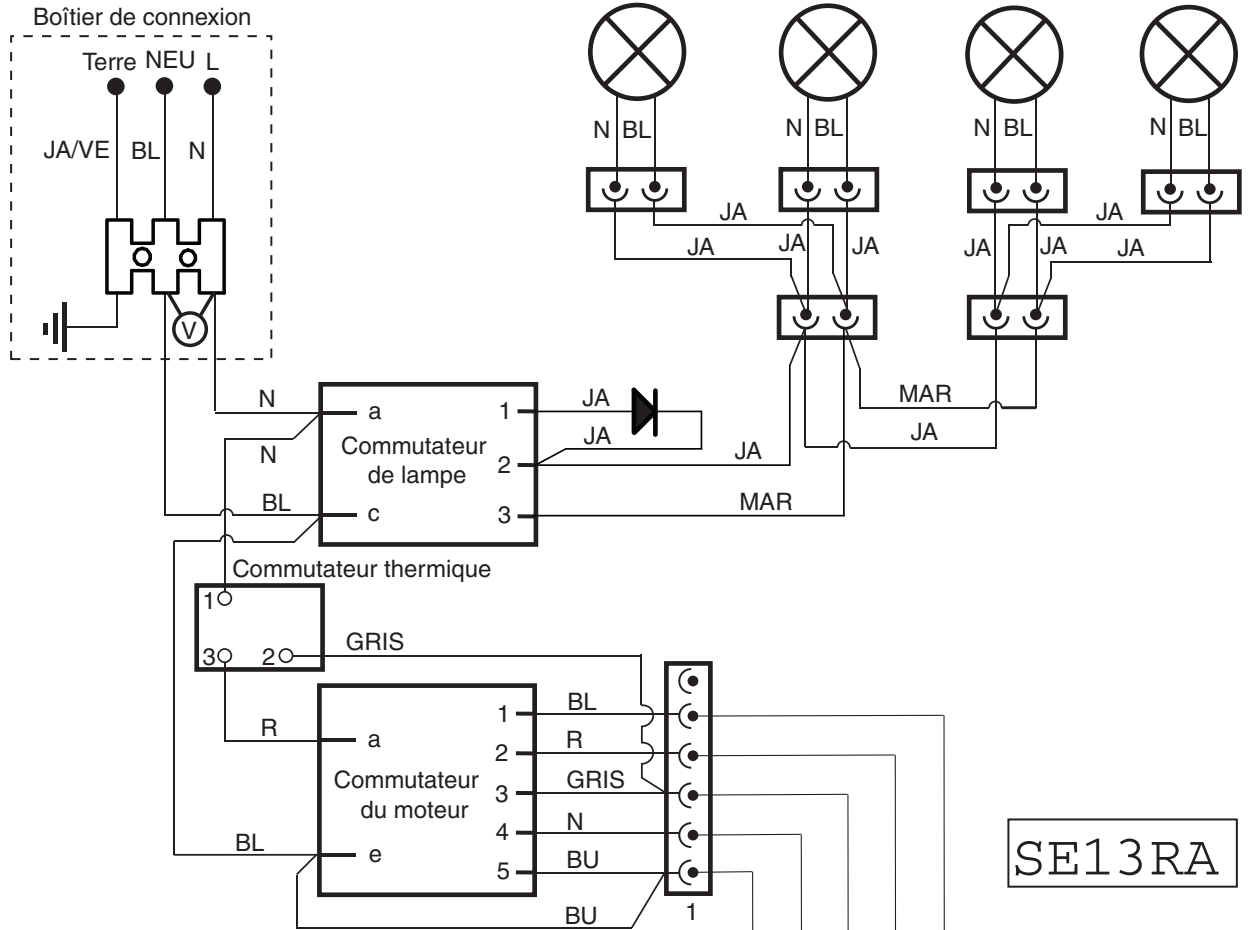 Boîtier de connexion
Terre NEU L
JA/VE BL N
V
N BL
N BL
N BL
N BL
JA
JA
JA
JA
JA
JA
JA
JA
MAR
JA
N
N
BL
a
c
Commutateur
de lampe
1
2
3
JA
JA
JA
MAR
Commutateur thermique
1
3
2
GRIS
R
BL
a
e
Commutateur
du moteur
1
2
3
4
5
BL
R
GRIS
N
BU
BU
1
SE13RA